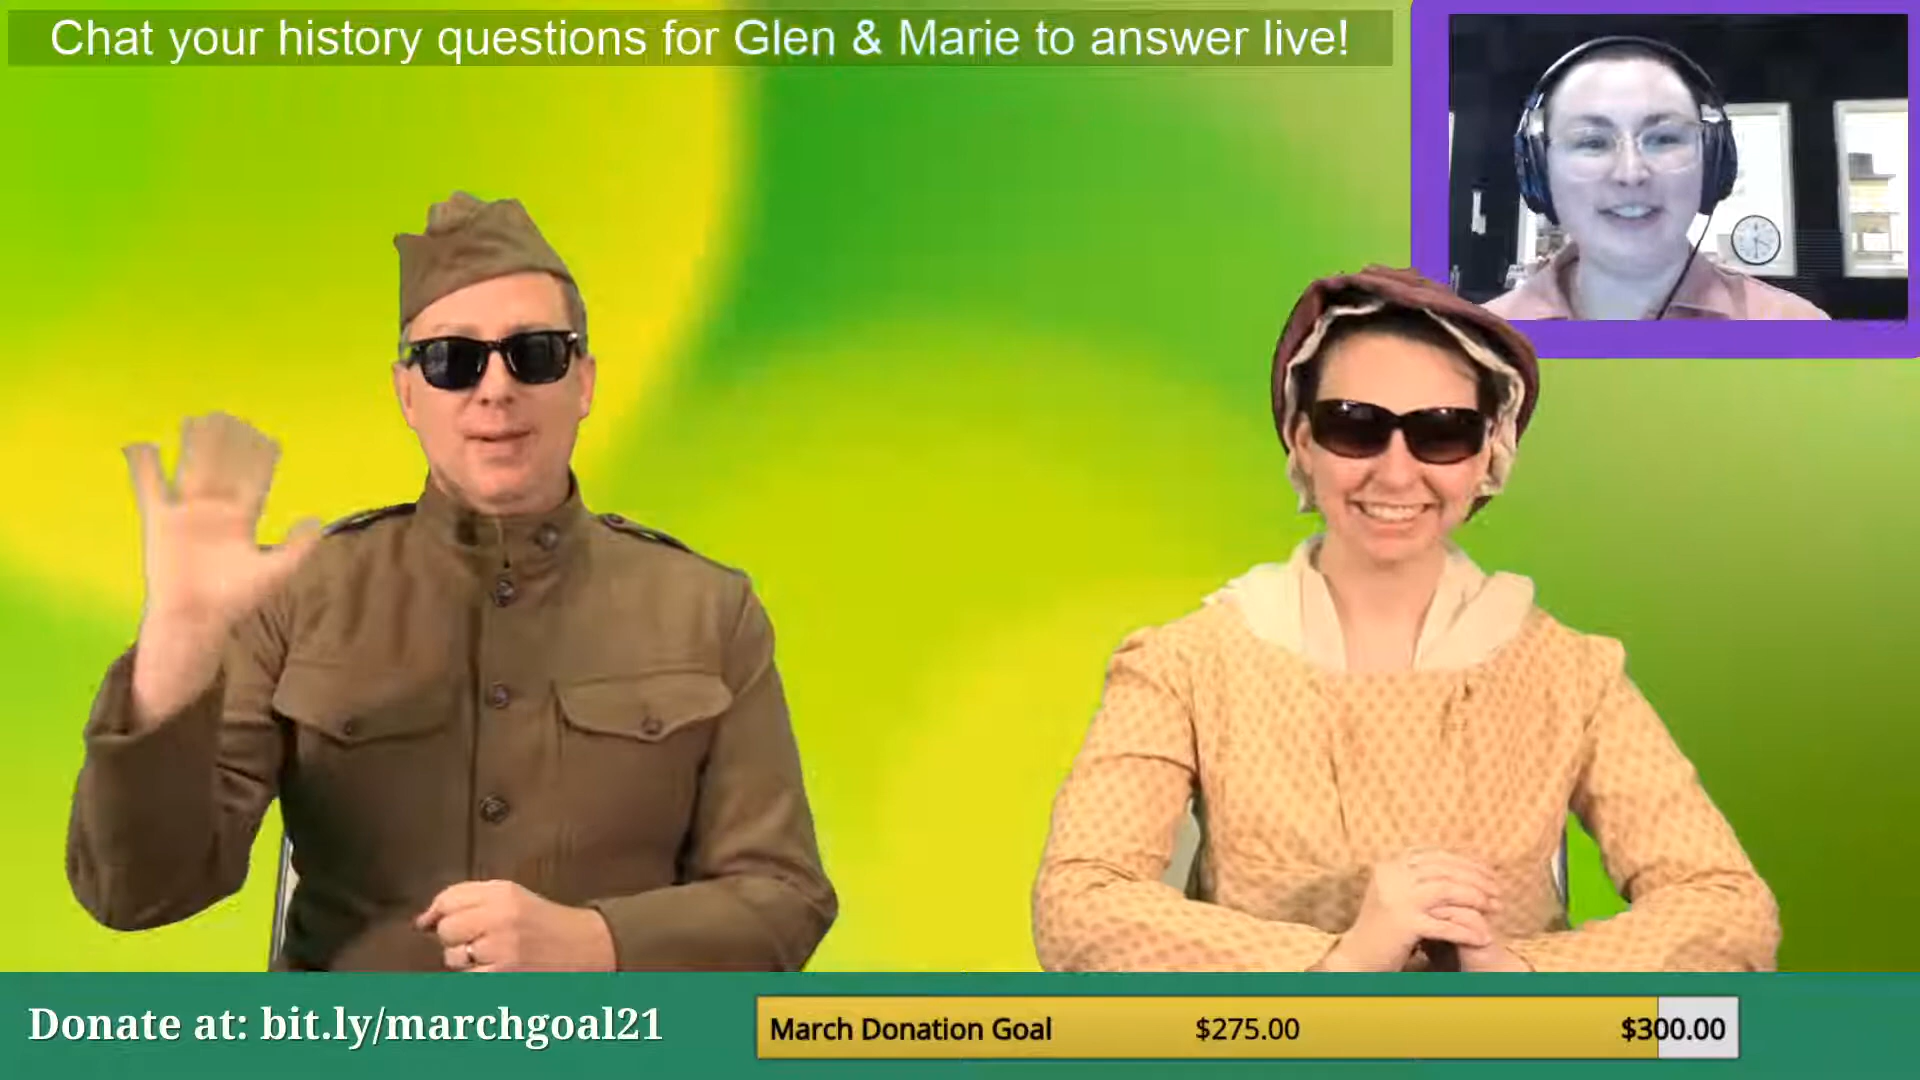 Chat your history questions for Glen & Marie to answer live!
Donate at: bit.ly/marchgoal21
March Donation Goal $275.00 $300.00